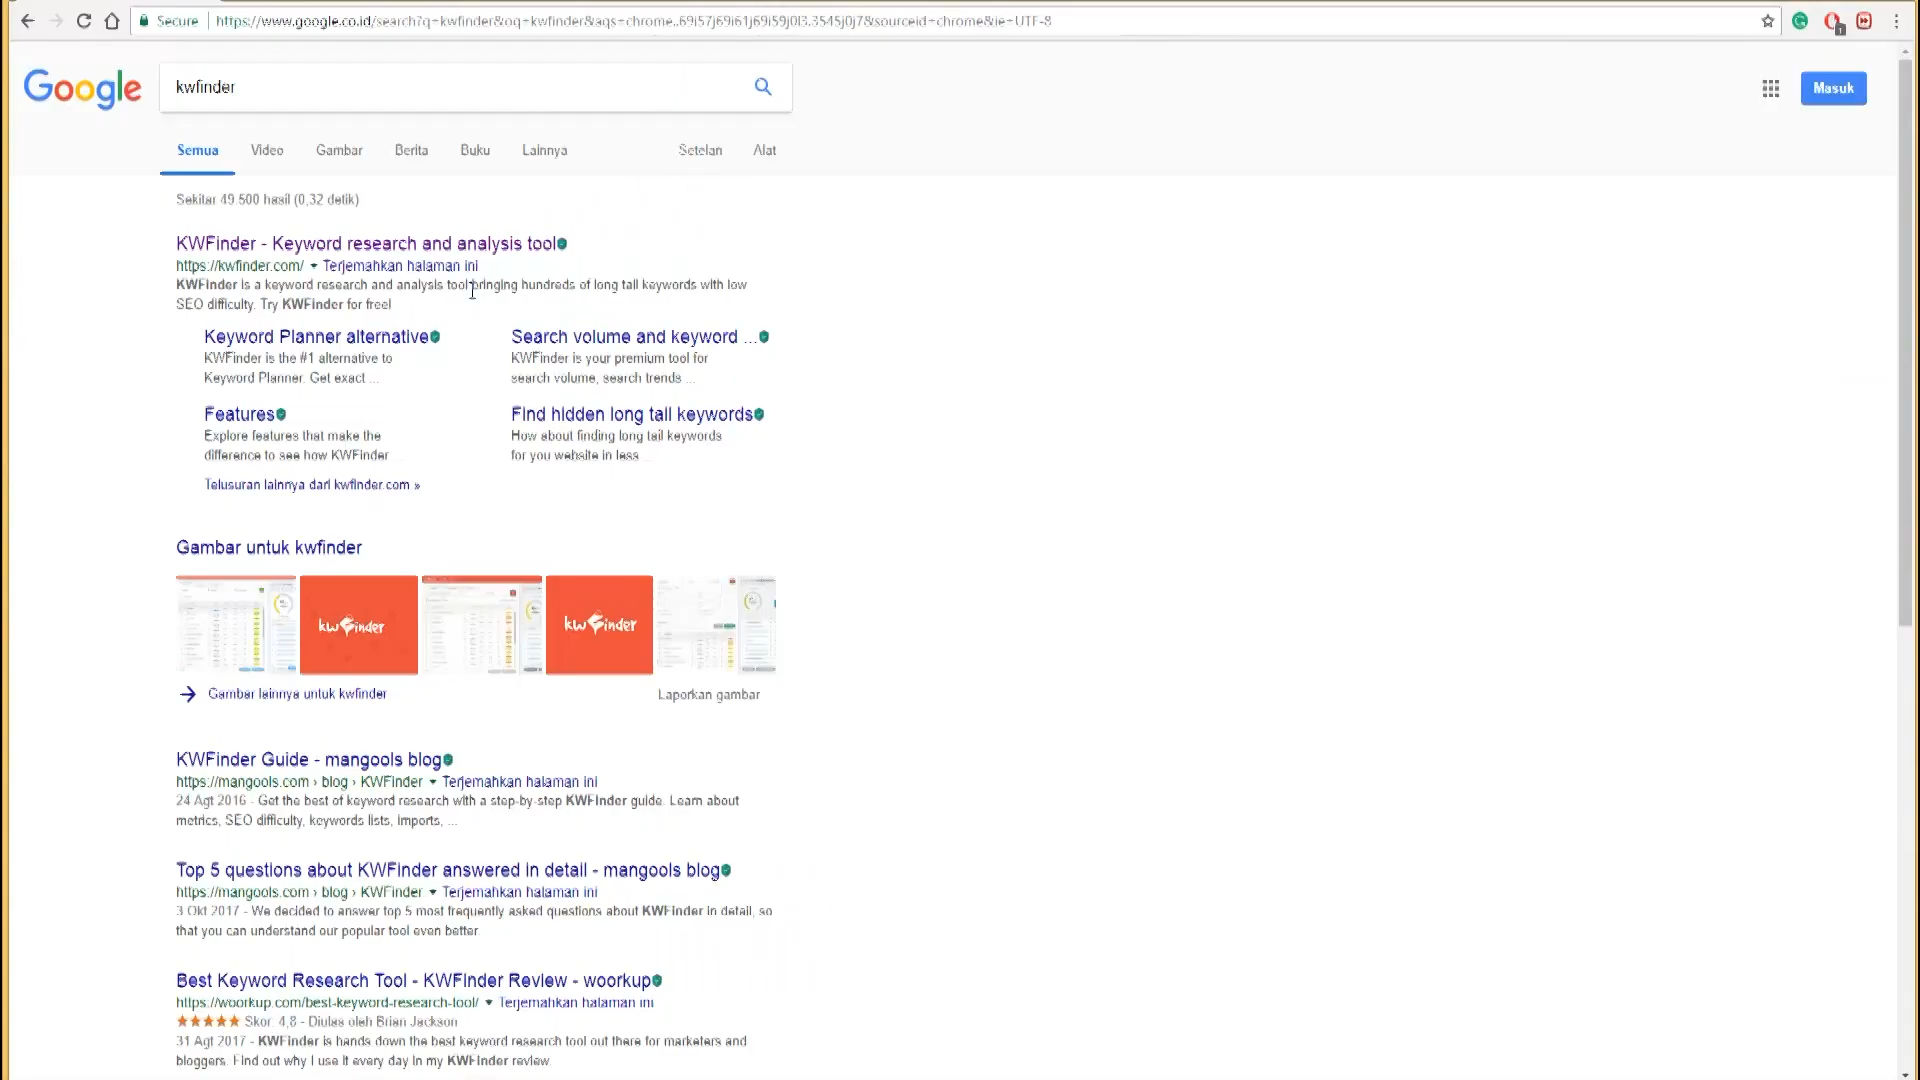 Secure https://www.google.co.id/search?q=kwfinder&oq=kwfinder&aqs=chrome..69i57j69i61j69i59j0l3.3545j0j7&sourceid=chrome&ie=UTF-8
1
Google kwfinder Masuk
Semua Video Gambar Berita Buku Lainnya Setelan Alat
Sekitar 49.500 hasil (0,32 detik)
KWFinder - Keyword research and analysis tool
https://kwfinder.com/ ▾ Terjemahkan halaman ini
KWFinder is a keyword research and analysis tool bringing hundreds of long tail keywords with low
SEO difficulty. Try KWFinder for free!
Keyword Planner alternative
KWFinder is the #1 alternative to
Keyword Planner. Get exact ...
Search volume and keyword ...
KWFinder is your premium tool for
search volume, search trends ...
Features
Explore features that make the
difference to see how KWFinder ...
Find hidden long tail keywords
How about finding long tail keywords
for you website in less ...
Telusuran lainnya dari kwfinder.com »
Gambar untuk kwfinder
kwfinder
kwfinder
→ Gambar lainnya untuk kwfinder Laporkan gambar
KWFinder Guide - mangools blog
https://mangools.com › blog › KWFinder ▾ Terjemahkan halaman ini
24 Agt 2016 - Get the best of keyword research with a step-by-step KWFinder guide. Learn about
metrics, SEO difficulty, keywords lists, imports, ...
Top 5 questions about KWFinder answered in detail - mangools blog
https://mangools.com › blog › KWFinder ▾ Terjemahkan halaman ini
3 Okt 2017 - We decided to answer top 5 most frequently asked questions about KWFinder in detail, so
that you can understand our popular tool even better.
Best Keyword Research Tool - KWFinder Review - woorkup
https://woorkup.com/best-keyword-research-tool/ ▾ Terjemahkan halaman ini
★★★★★ Skor: 4,8 - Diulas oleh Brian Jackson
31 Agt 2017 - KWFinder is hands down the best keyword research tool out there for marketers and
bloggers. Find out why I use it every day in my KWFinder review.